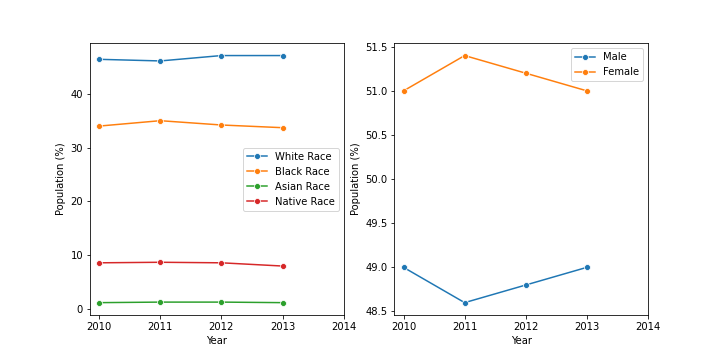 40
30
20
10
0
Population (%)
2010 2011 2012 2013 2014
Year
White Race
Black Race
Asian Race
Native Race
51.5
51.0
50.5
50.0
49.5
49.0
48.5
Population (%)
2010 2011 2012 2013 2014
Year
Male
Female